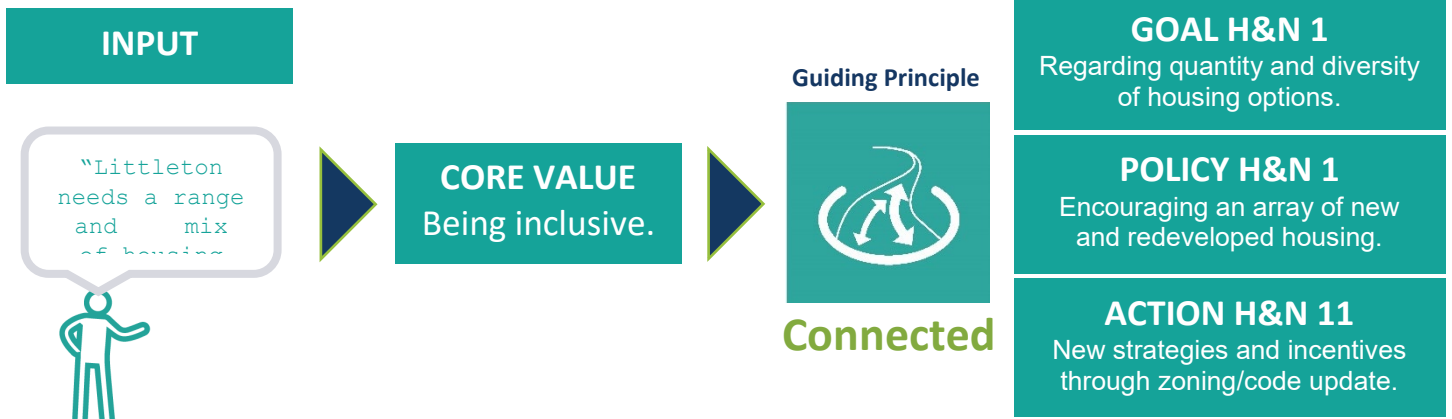 INPUT
“Littleton
needs a range
and mix
of housing
CORE VALUE
Being inclusive.
Guiding Principle
Connected
GOAL H&N 1
Regarding quantity and diversity
of housing options.
POLICY H&N 1
Encouraging an array of new
and redeveloped housing.
ACTION H&N 11
New strategies and incentives
through zoning/code update.